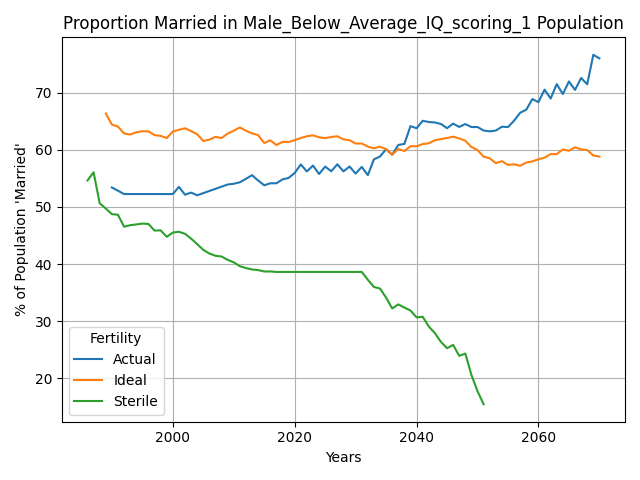 Proportion Married in Male_Below_Average_IQ_scoring_1 Population
% of Population 'Married'
70
60
50
40
30
20
Fertility
Actual
Ideal
Sterile
2000 2020 2040 2060
Years